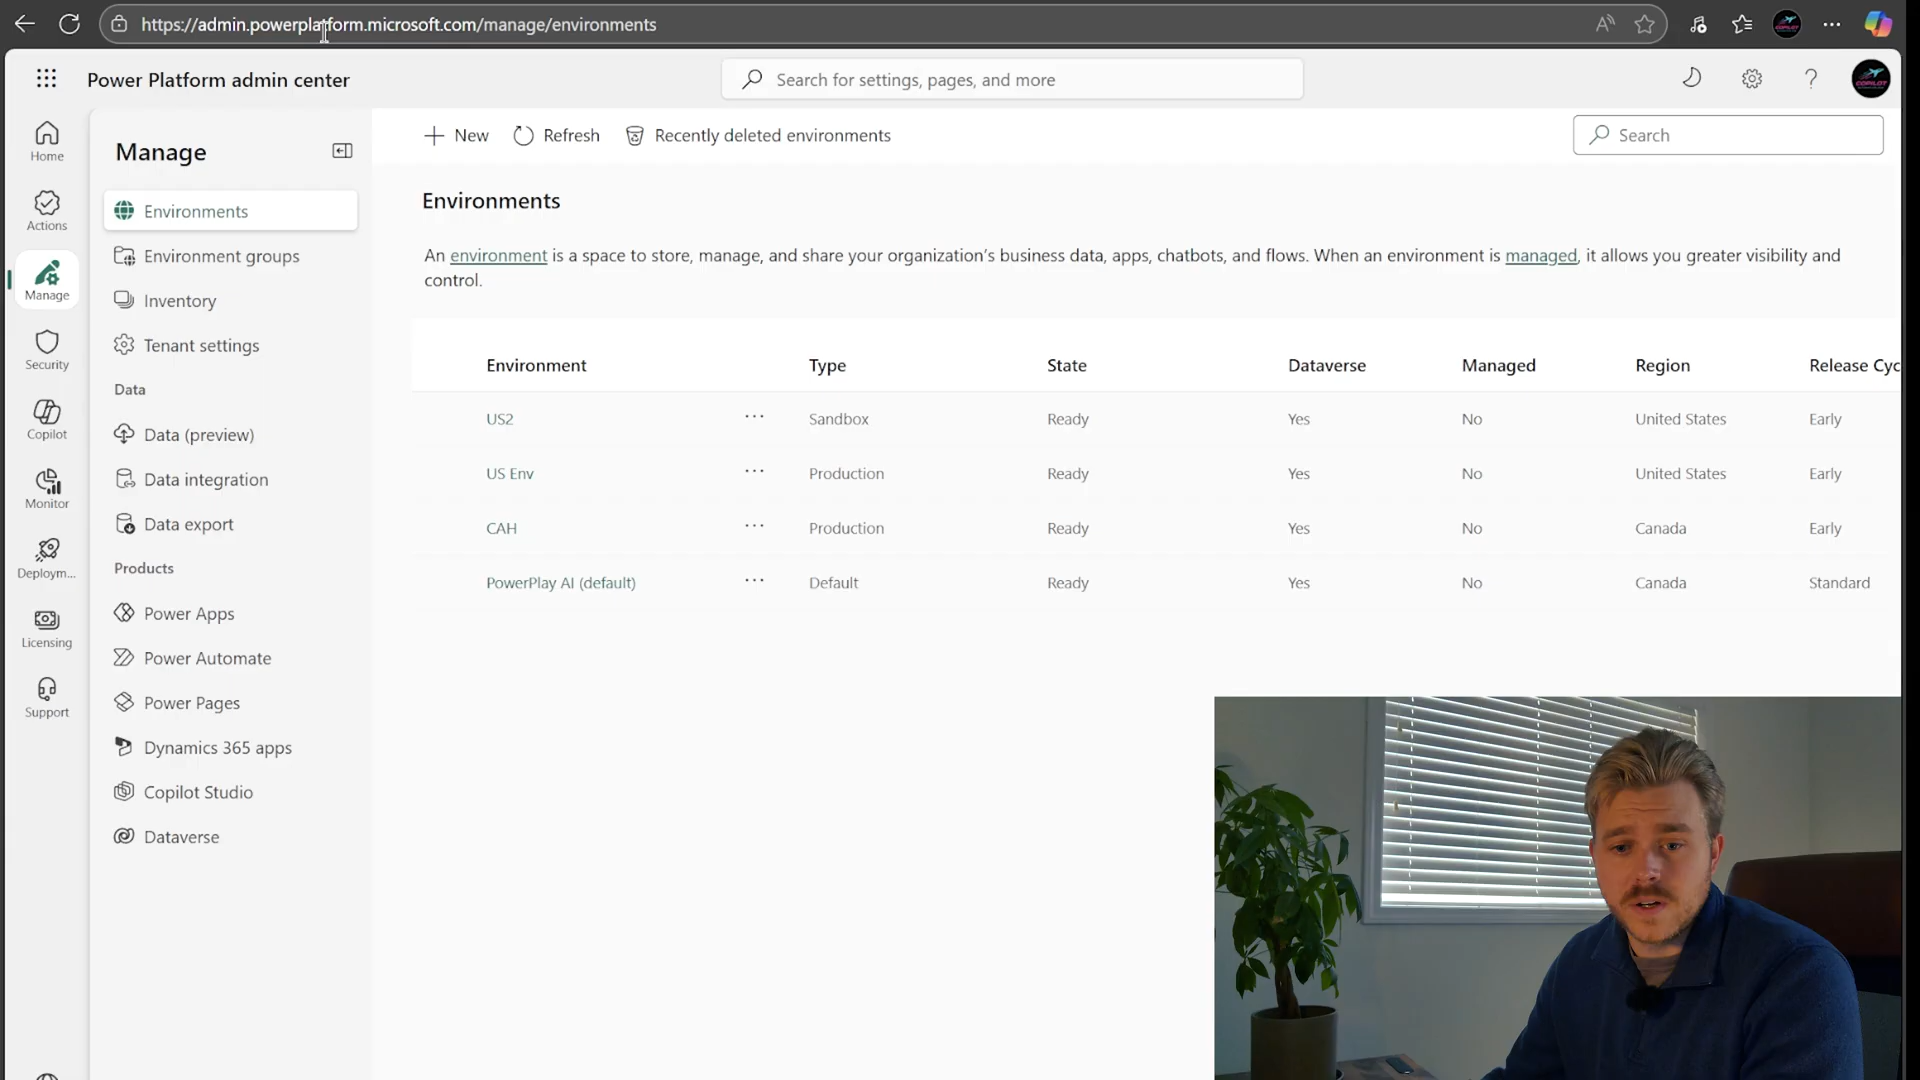 https://admin.powerplatform.microsoft.com/manage/environments
Power Platform admin center
Search for settings, pages, and more
Home
Actions
Manage
Security
Copilot
Monitor
Deploym...
Licensing
Support
Manage
Environments
Environment groups
Inventory
Tenant settings
Data
Data (preview)
Data integration
Data export
Products
Power Apps
Power Automate
Power Pages
Dynamics 365 apps
Copilot Studio
Dataverse
New
Refresh
Recently deleted environments
Search
Environments
An environment is a space to store, manage, and share your organization's business data, apps, chatbots, and flows. When an environment is managed, it allows you greater visibility and
control.
Environment Type State Dataverse Managed Region Release Cyc
US2 ... Sandbox Ready Yes No United States Early
US Env ... Production Ready Yes No United States Early
CAH ... Production Ready Yes No Canada Early
PowerPlay AI (default) ... Default Ready Yes No Canada Standard